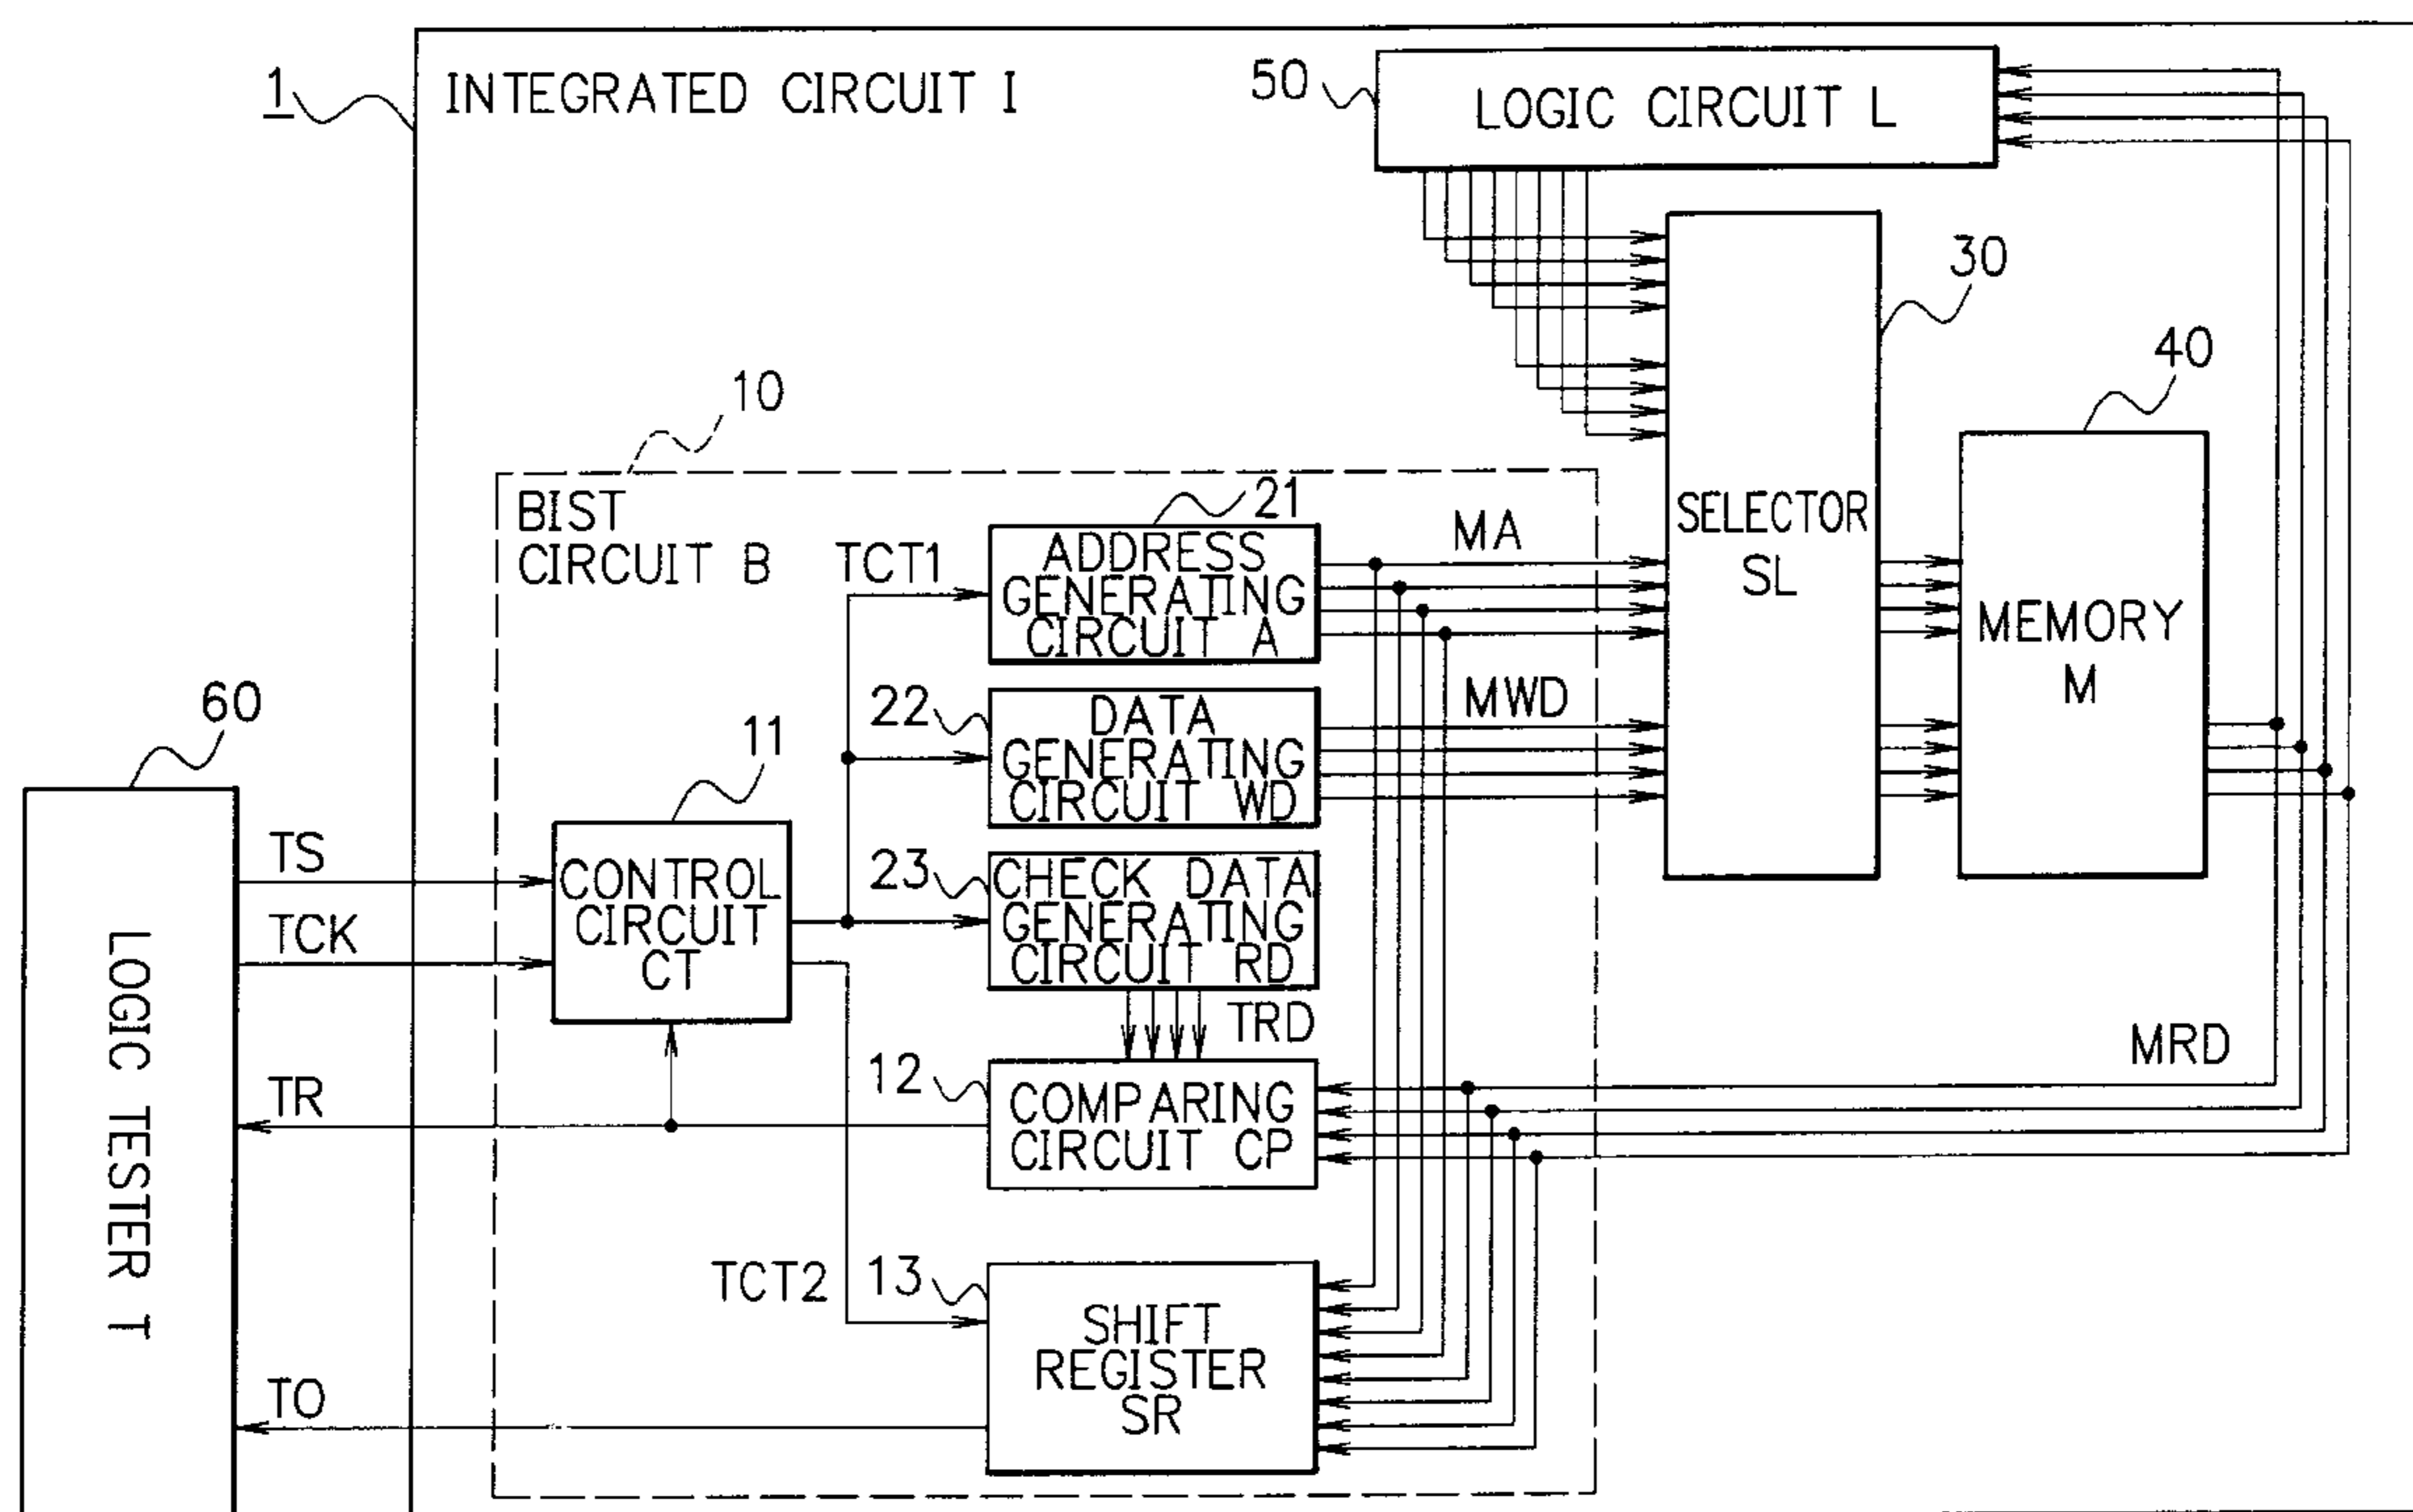 1
INTEGRATED CIRCUIT I
50
LOGIC CIRCUIT L
30
SELECTOR
SL
40
MEMORY
M
10
BIST
CIRCUIT B
TCT1
21
ADDRESS
GENERATING
CIRCUIT A
MA
22
DATA
GENERATING
CIRCUIT WD
MWD
60
LOGIC TESTER T
11
CONTROL
CIRCUIT
CT
TS
TCK
23
CHECK DATA
GENERATING
CIRCUIT RD
TRD
MRD
12
COMPARING
CIRCUIT CP
TR
TCT2
13
SHIFT
REGISTER
SR
TO